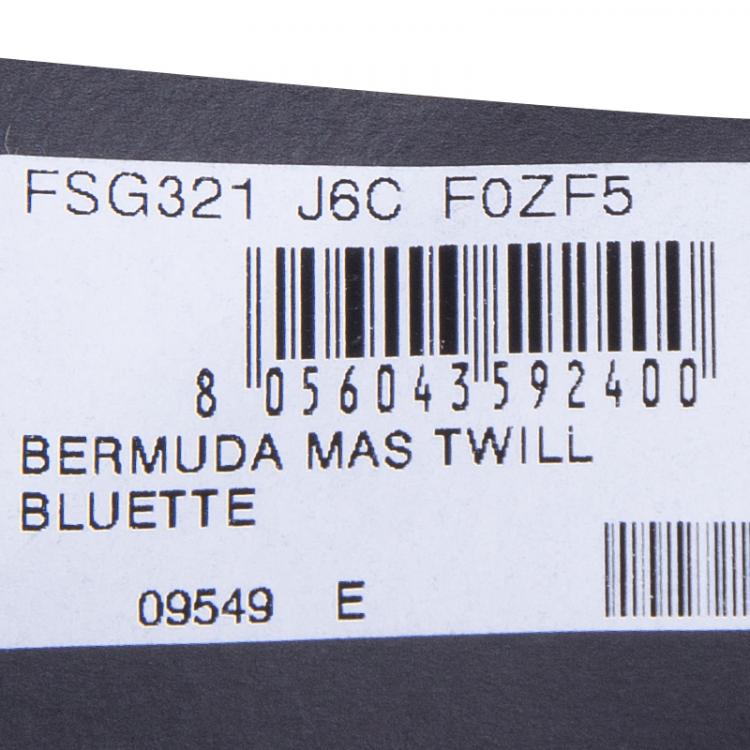 FSG321 J6C F0ZF5
8 056043 592400
BERMUDA MAS TWILL
BLUETTE
09549 E